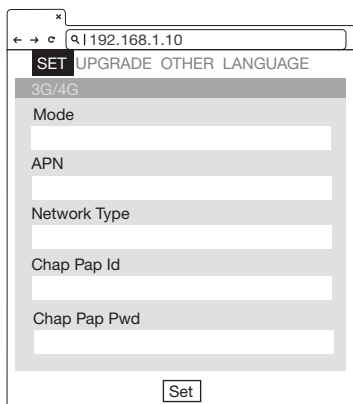 192.168.1.10
SET UPGRADE OTHER LANGUAGE
3G/4G
Mode
APN
Network Type
Chap Pap Id
Chap Pap Pwd
Set